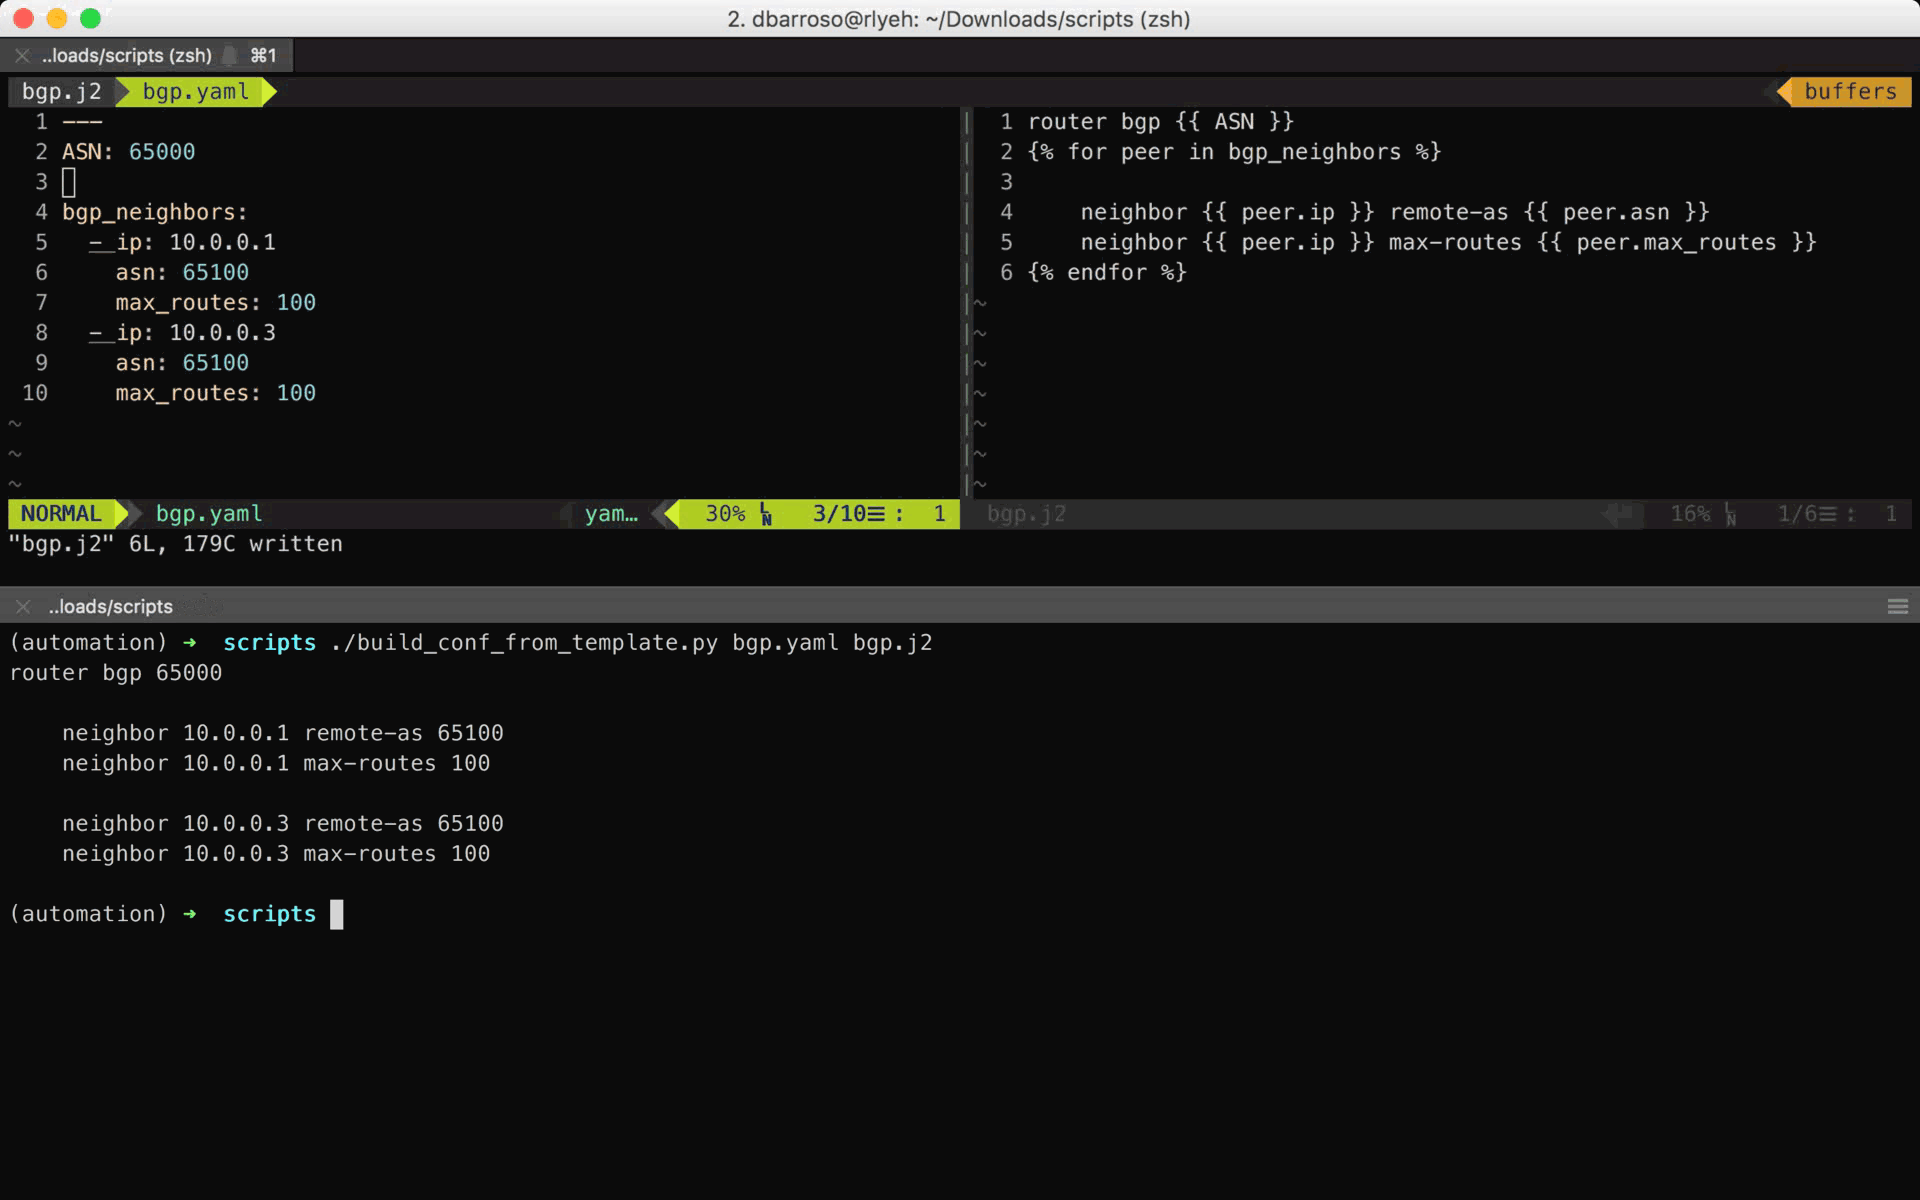 2. dbarroso@rlyeh: ~/Downloads/scripts (zsh)
..loads/scripts (zsh) ⌘1
bgp.j2 bgp.yaml buffers
1 ---
2 ASN: 65000
3
4 bgp_neighbors:
5   - ip: 10.0.0.1
6     asn: 65100
7     max_routes: 100
8   - ip: 10.0.0.3
9     asn: 65100
10     max_routes: 100
~
~
~
NORMAL bgp.yaml yam… 30% LN 3/10☰ : 1
1 router bgp {{ ASN }}
2 {% for peer in bgp_neighbors %}
3
4     neighbor {{ peer.ip }} remote-as {{ peer.asn }}
5     neighbor {{ peer.ip }} max-routes {{ peer.max_routes }}
6 {% endfor %}
~
~
~
~
~
~
~
bgp.j2 16% LN 1/6☰ : 1
"bgp.j2" 6L, 179C written
..loads/scripts
(automation) ➜  scripts ./build_conf_from_template.py bgp.yaml bgp.j2
router bgp 65000
    neighbor 10.0.0.1 remote-as 65100
    neighbor 10.0.0.1 max-routes 100
    neighbor 10.0.0.3 remote-as 65100
    neighbor 10.0.0.3 max-routes 100
(automation) ➜  scripts